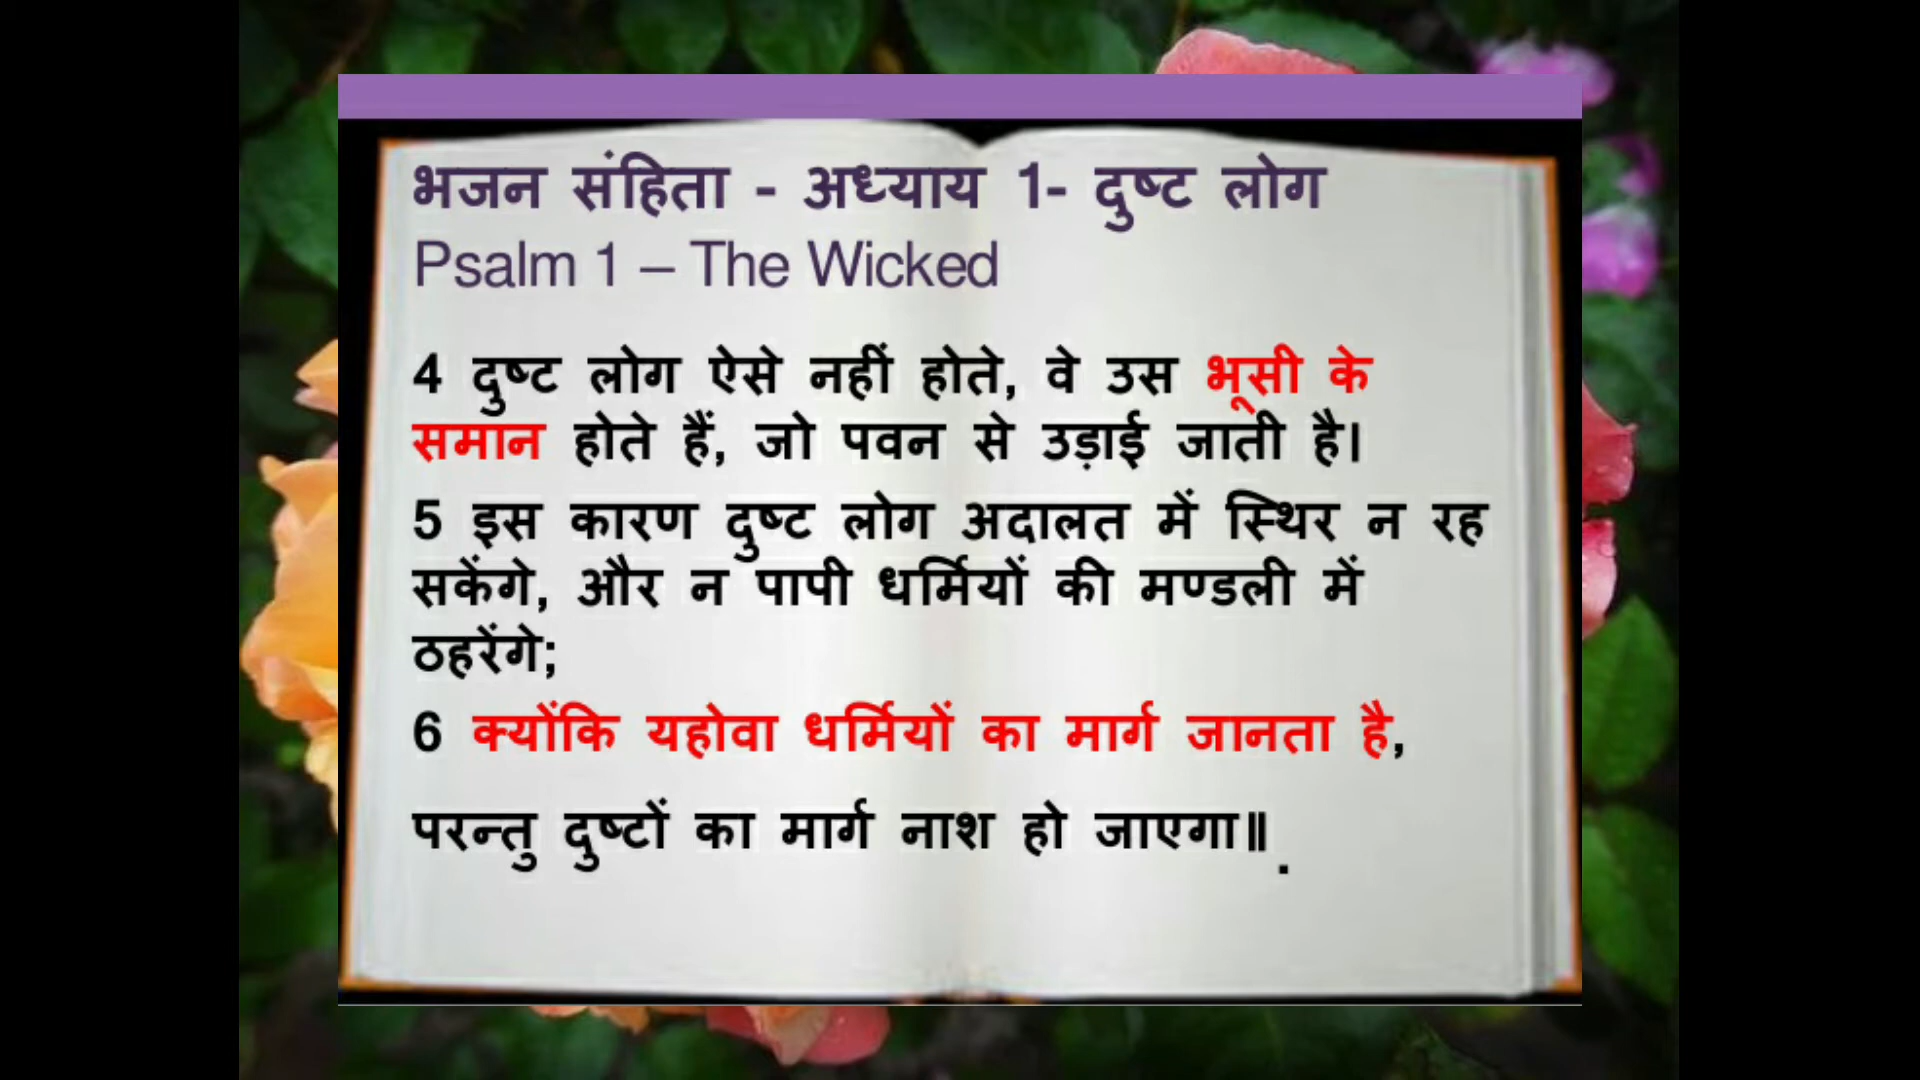 भजन संहिता - अध्याय 1- दुष्ट लोग
Psalm 1 – The Wicked
4 दुष्ट लोग ऐसे नहीं होते, वे उस भूसी के
समान होते हैं, जो पवन से उड़ाई जाती है।
5 इस कारण दुष्ट लोग अदालत में स्थिर न रह
सकेंगे, और न पापी धर्मियों की मण्डली में
ठहरेंगे;
6 क्योंकि यहोवा धर्मियों का मार्ग जानता है,
परन्तु दुष्टों का मार्ग नाश हो जाएगा॥.